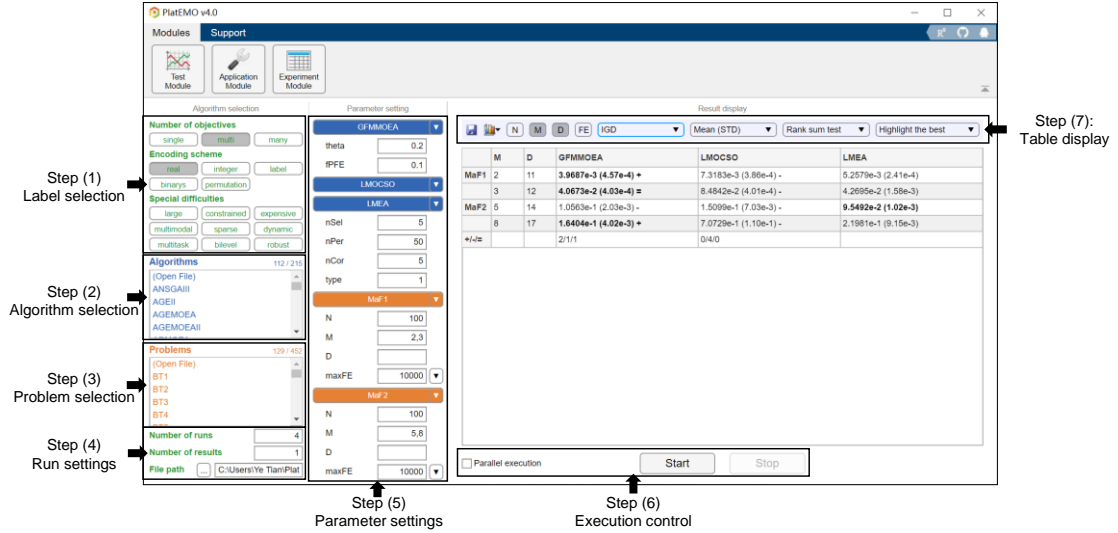 PlatEMO v4.0
Modules Support
Test Module
Application Module
Experiment Module
Algorithm selection
Parameter setting
Result display
Step (1)
Label selection
Number of objectives
single multi many
Encoding scheme
real integer label
binarys permutation
Special difficulties
large constrained expensive
multimodal sparse dynamic
multitask bilevel robust
Step (2)
Algorithm selection
Algorithms 112 / 215
(Open File)
ANSGAIII
AGEII
AGEMOEA
AGEMOEAII
Step (3)
Problem selection
Problems 129 / 452
(Open File)
BT1
BT2
BT3
BT4
Step (4)
Run settings
Number of runs 4
Number of results 1
File path ... C:\Users\Ye Tian\Plat
GFMMOEA
theta 0.2
fPFE 0.1
LMOCSO
LMEA
nSel 5
nPer 50
nCor 5
type 1
MaF1
N 100
M 2,3
D
maxFE 10000
MaF2
N 100
M 5,8
D
maxFE 10000
Step (5)
Parameter settings
N M D FE IGD Mean (STD) Rank sum test Highlight the best
Step (7):
Table display
M D GFMMOEA LMOCSO LMEA
MaF1 2 11 3.9687e-3 (4.57e-4) + 7.3183e-3 (3.86e-4) - 5.2579e-3 (2.41e-4)
3 12 4.0673e-2 (4.03e-4) = 8.4842e-2 (4.01e-4) - 4.2695e-2 (1.58e-3)
MaF2 5 14 1.0563e-1 (2.03e-3) - 1.5099e-1 (7.03e-3) - 9.5492e-2 (1.02e-3)
8 17 1.6404e-1 (4.02e-3) + 7.0729e-1 (1.10e-1) - 2.1981e-1 (9.15e-3)
+/-/= 2/1/1 0/4/0
Parallel execution Start Stop
Step (6)
Execution control